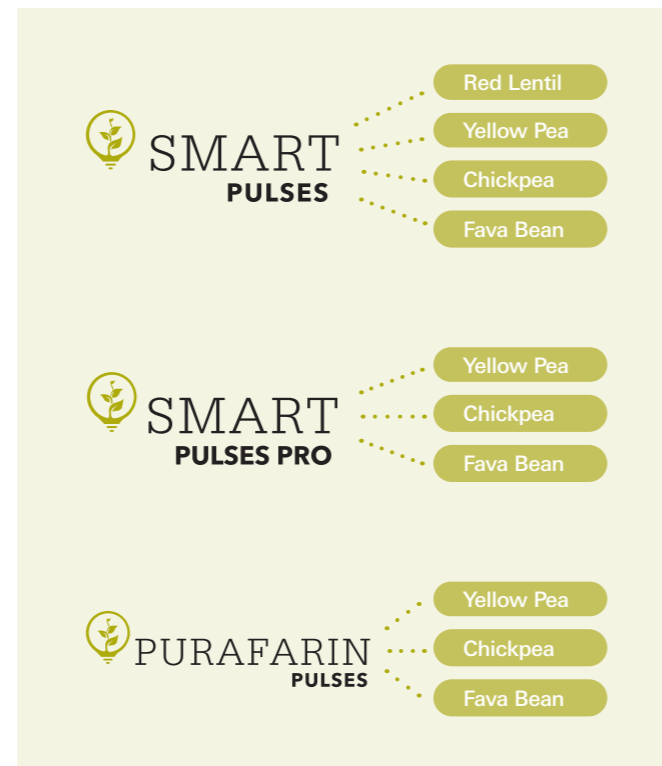 SMART
PULSES
Red Lentil
Yellow Pea
Chickpea
Fava Bean
SMART
PULSES PRO
Yellow Pea
Chickpea
Fava Bean
PURAFARIN
PULSES
Yellow Pea
Chickpea
Fava Bean